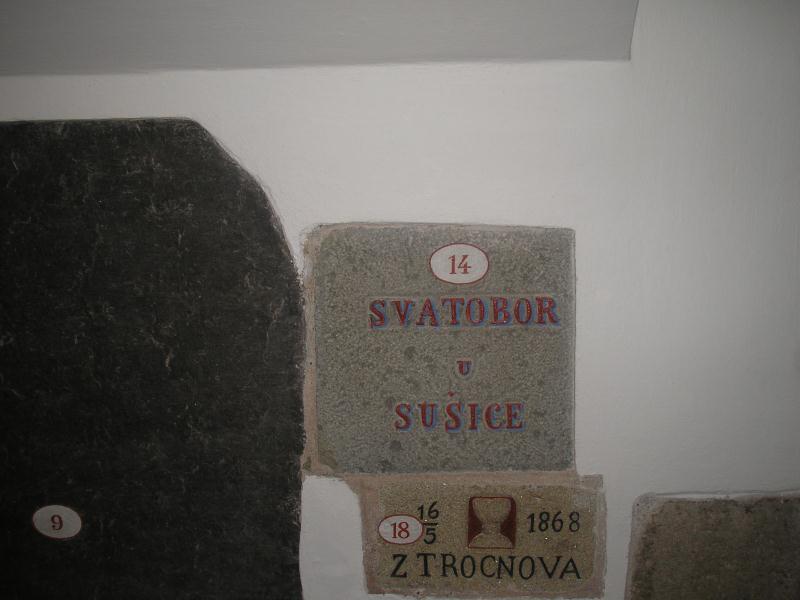 14
SVATOBOR
U
SUŠICE
9
18 16/5 1868
Z TROCNOVA